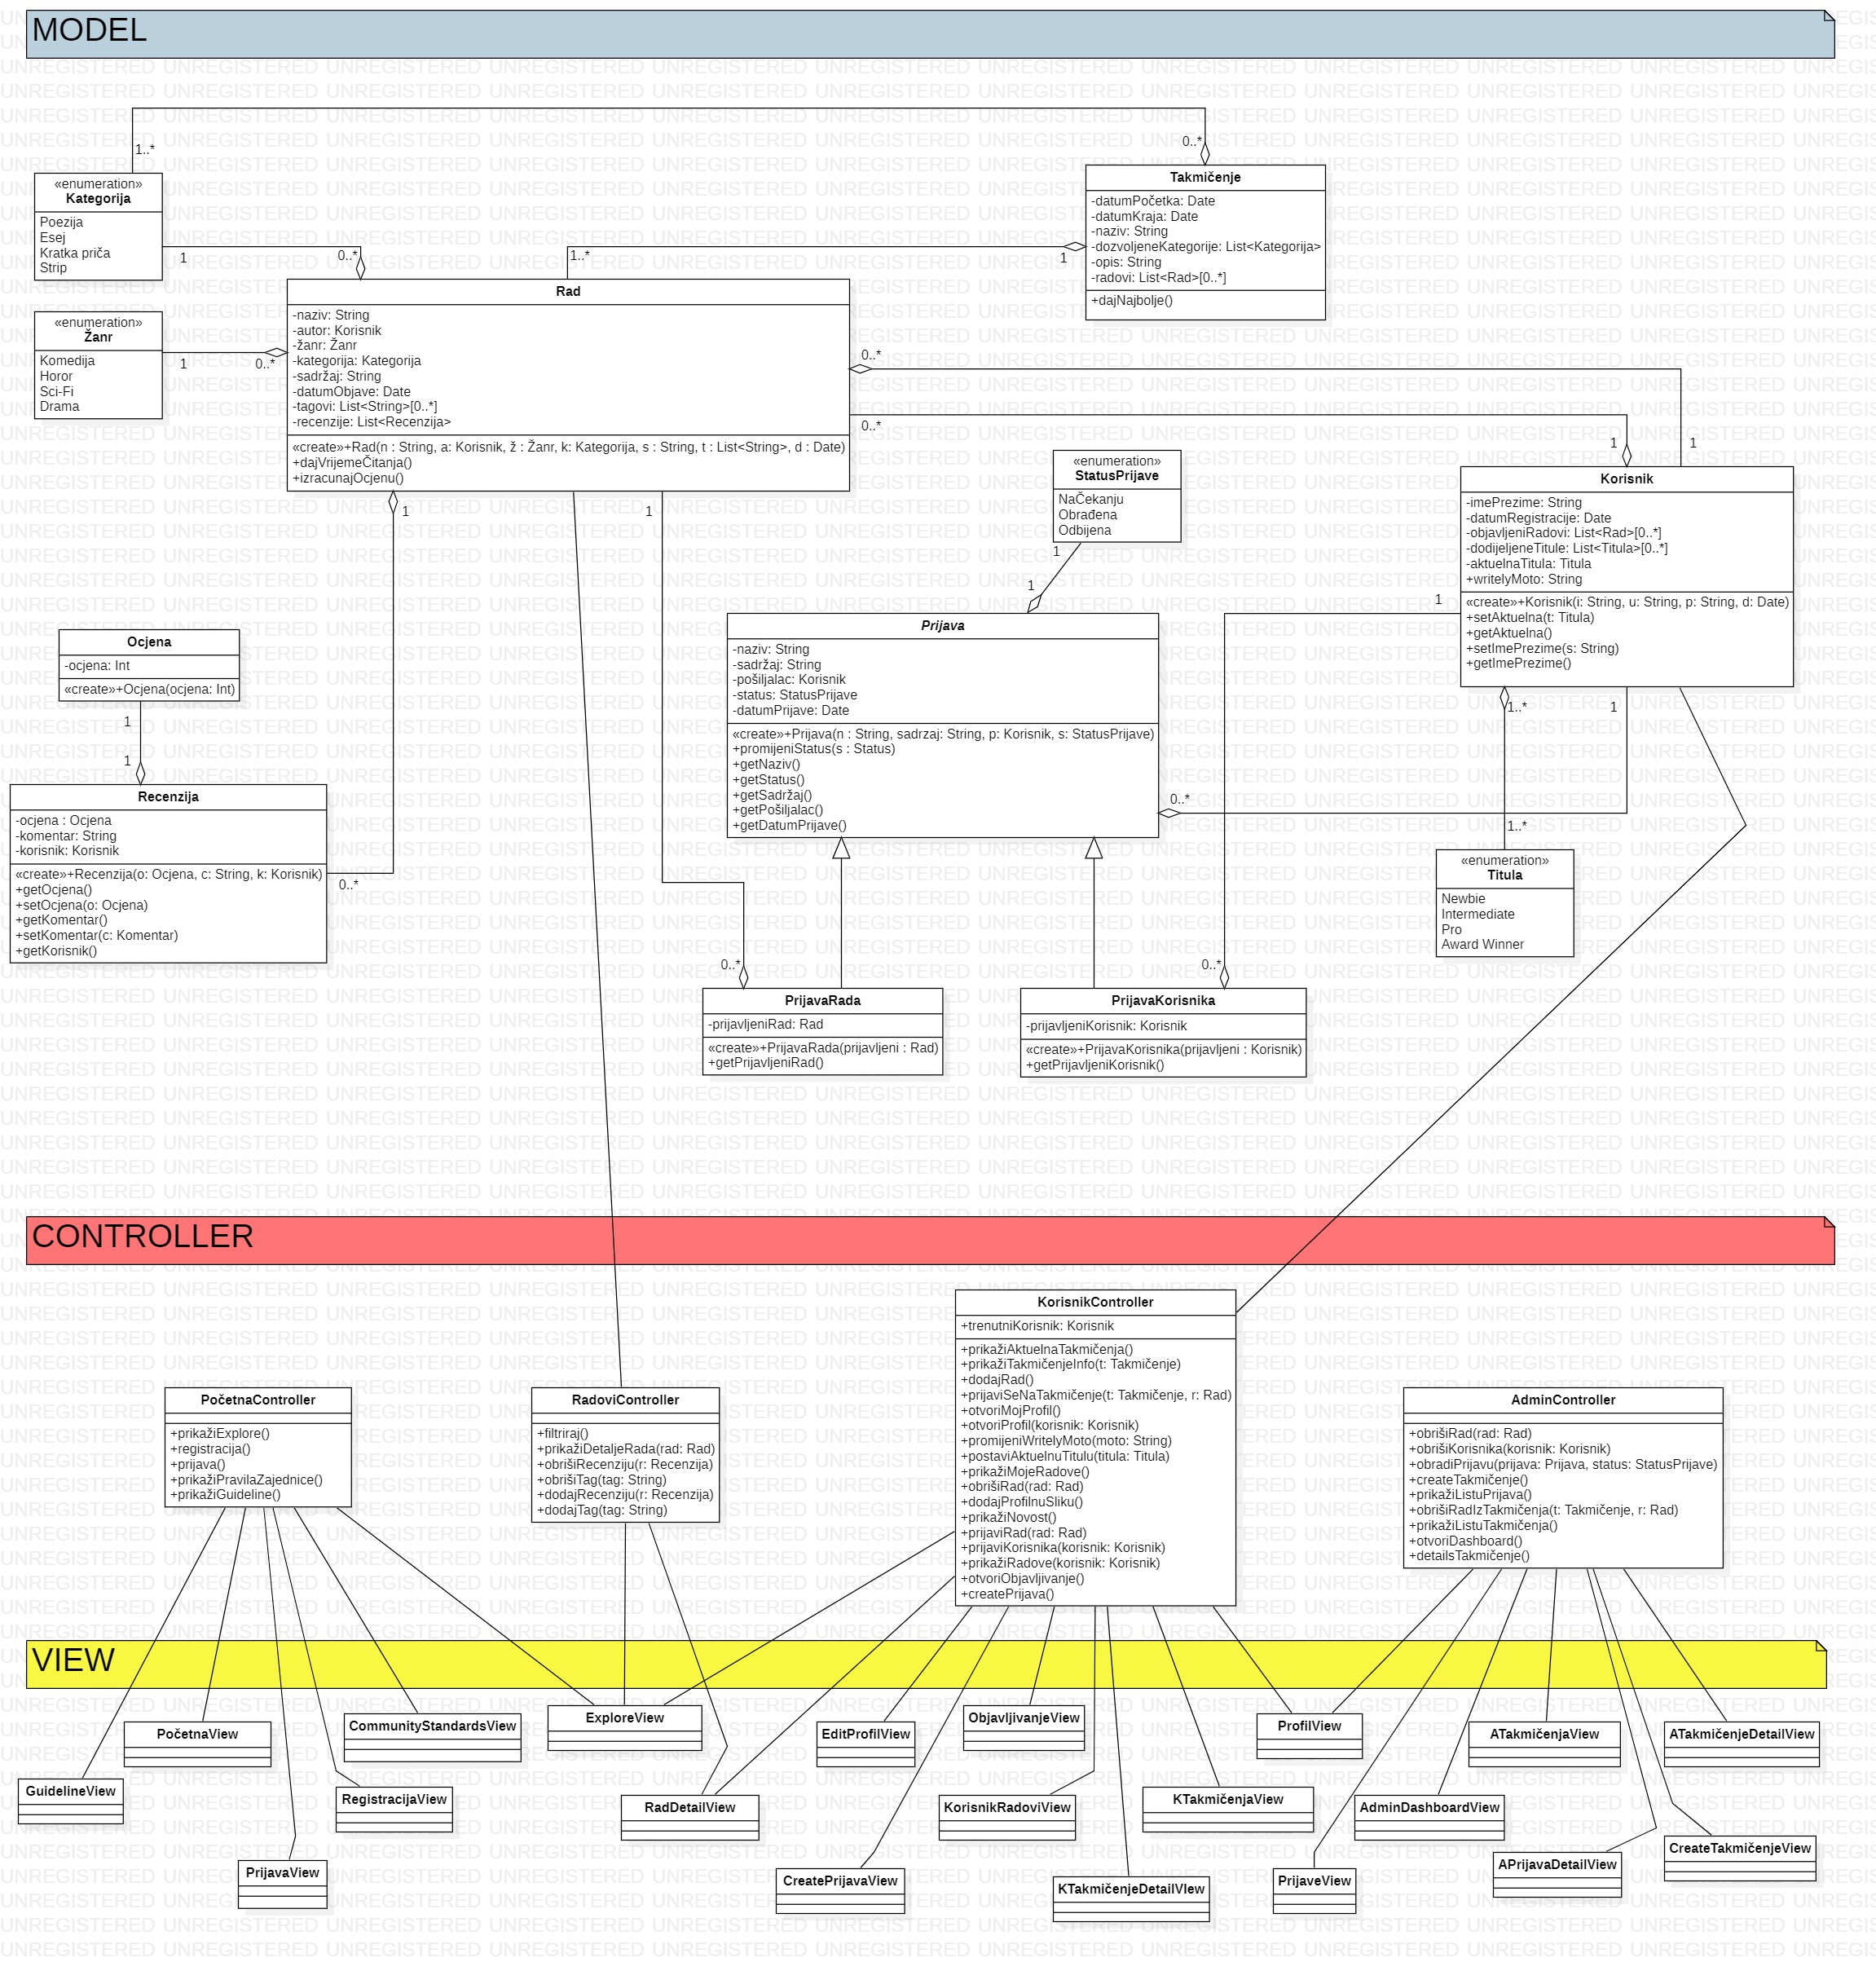 MODEL
1..*
0..*
«enumeration»
Kategorija
Poezija
Esej
Kratka priča
Strip
Takmičenje
-datumPočetka: Date
-datumKraja: Date
-naziv: String
-dozvoljeneKategorije: List<Kategorija>
-opis: String
-radovi: List<Rad>[0..*]
+dajNajbolje()
1
0..*
1..*
1
«enumeration»
Žanr
Komedija
Horor
Sci-Fi
Drama
1
0..*
Rad
-naziv: String
-autor: Korisnik
-žanr: Žanr
-kategorija: Kategorija
-sadržaj: String
-datumObjave: Date
-tagovi: List<String>[0..*]
-recenzije: List<Recenzija>
«create»+Rad(n : String, a: Korisnik, ž : Žanr, k: Kategorija, s : String, t : List<String>, d : Date)
+dajVrijemeČitanja()
+izracunajOcjenu()
0..*
0..*
1
1
1
1
«enumeration»
StatusPrijave
NaČekanju
Obrađena
Odbijena
1
1
Korisnik
-imePrezime: String
-datumRegistracije: Date
-objavljeniRadovi: List<Rad>[0..*]
-dodijeljeneTitule: List<Titula>[0..*]
-aktuelnaTitula: Titula
+writelyMoto: String
«create»+Korisnik(i: String, u: String, p: String, d: Date)
+setAktuelna(t: Titula)
+getAktuelna()
+setImePrezime(s: String)
+getImePrezime()
1
Ocjena
-ocjena: Int
«create»+Ocjena(ocjena: Int)
1
1
Prijava
-naziv: String
-sadržaj: String
-pošiljalac: Korisnik
-status: StatusPrijave
-datumPrijave: Date
«create»+Prijava(n : String, sadrzaj: String, p: Korisnik, s: StatusPrijave)
+promijeniStatus(s : Status)
+getNaziv()
+getStatus()
+getSadržaj()
+getPošiljalac()
+getDatumPrijave()
0..*
1..*
1
1..*
Recenzija
-ocjena : Ocjena
-komentar: String
-korisnik: Korisnik
«create»+Recenzija(o: Ocjena, c: String, k: Korisnik)
+getOcjena()
+setOcjena(o: Ocjena)
+getKomentar()
+setKomentar(c: Komentar)
+getKorisnik()
0..*
«enumeration»
Titula
Newbie
Intermediate
Pro
Award Winner
0..*
0..*
PrijavaRada
-prijavljeniRad: Rad
«create»+PrijavaRada(prijavljeni : Rad)
+getPrijavljeniRad()
PrijavaKorisnika
-prijavljeniKorisnik: Korisnik
«create»+PrijavaKorisnika(prijavljeni : Korisnik)
+getPrijavljeniKorisnik()
CONTROLLER
PočetnaController
+prikažiExplore()
+registracija()
+prijava()
+prikažiPravilaZajednice()
+prikažiGuideline()
RadoviController
+filtriraj()
+prikažiDetaljeRada(rad: Rad)
+obrišiRecenziju(r: Recenzija)
+obrišiTag(tag: String)
+dodajRecenziju(r: Recenzija)
+dodajTag(tag: String)
KorisnikController
+trenutniKorisnik: Korisnik
+prikažiAktuelnaTakmičenja()
+prikažiTakmičenjeInfo(t: Takmičenje)
+dodajRad()
+prijaviSeNaTakmičenje(t: Takmičenje, r: Rad)
+otvoriMojProfil()
+otvoriProfil(korisnik: Korisnik)
+promijeniWritelyMoto(moto: String)
+postaviAktuelnuTitulu(titula: Titula)
+prikažiMojeRadove()
+obrišiRad(rad: Rad)
+dodajProfilnuSliku()
+prikažiNovost()
+prijaviRad(rad: Rad)
+prijaviKorisnika(korisnik: Korisnik)
+prikažiRadove(korisnik: Korisnik)
+otvoriObjavljivanje()
+createPrijava()
AdminController
+obrišiRad(rad: Rad)
+obrišiKorisnika(korisnik: Korisnik)
+obradiPrijavu(prijava: Prijava, status: StatusPrijave)
+createTakmičenje()
+prikažiListuPrijava()
+obrišiRadIzTakmičenja(t: Takmičenje, r: Rad)
+prikažiListuTakmičenja()
+otvoriDashboard()
+detailsTakmičenje()
VIEW
PočetnaView
CommunityStandardsView
ExploreView
EditProfilView
ObjavljivanjeView
ProfilView
ATakmičenjaView
ATakmičenjeDetailView
GuidelineView
RegistracijaView
RadDetailView
KorisnikRadoviView
KTakmičenjaView
AdminDashboardView
CreateTakmičenjeView
PrijavaView
CreatePrijavaView
KTakmičenjeDetailVIew
PrijaveView
APrijavaDetailView
UNREGISTERED